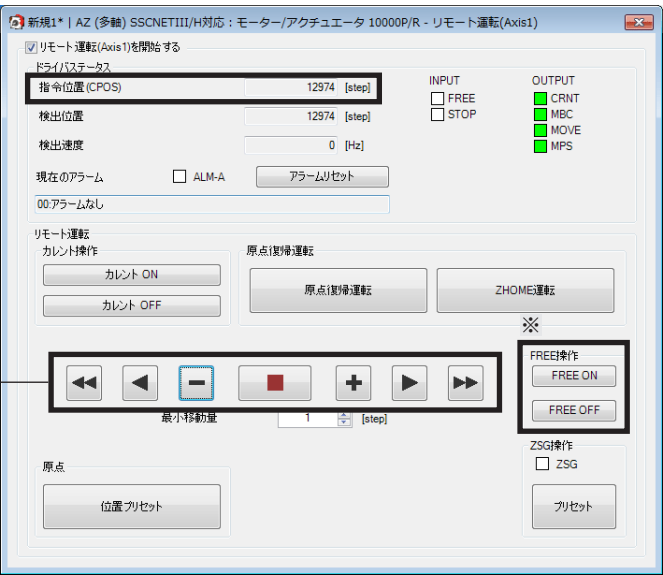 新規1* | AZ (多軸) SSCNETIII/H対応 : モーター/アクチュエータ 10000P/R - リモート運転(Axis1)
リモート運転(Axis1)を開始する
ドライバステータス
指令位置(CPOS) 12974 [step]
検出位置 12974 [step]
検出速度 0 [Hz]
現在のアラーム ALM-A アラームリセット
00:アラームなし
INPUT
FREE
STOP
OUTPUT
CRNT
MBC
MOVE
MPS
リモート運転
カレント操作
カレント ON
カレント OFF
原点復帰運転
原点復帰運転 ZHOME運転
※
FREE操作
FREE ON
FREE OFF
最小移動量 1 [step]
原点
位置プリセット
ZSG操作
ZSG
プリセット